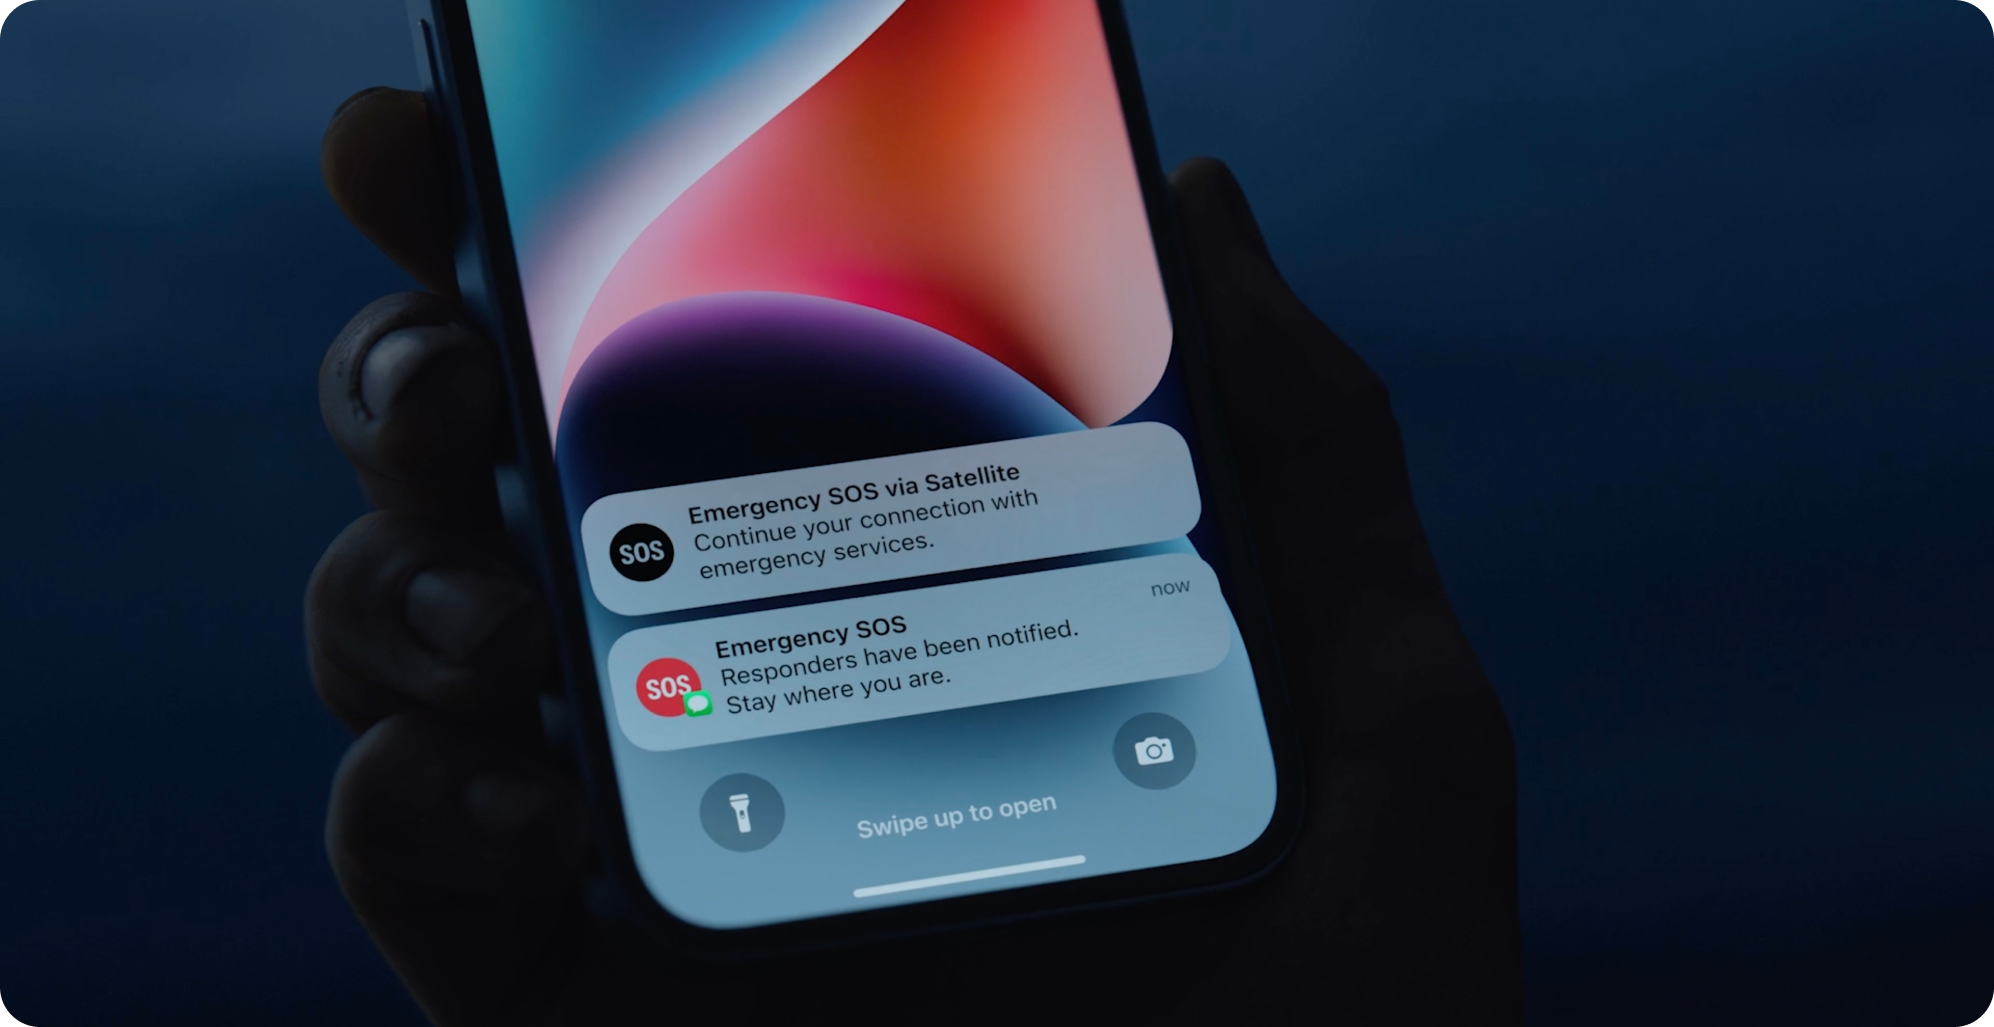 SOS
Emergency SOS via Satellite
Continue your connection with
emergency services.
now
SOS
Emergency SOS
Responders have been notified.
Stay where you are.
Swipe up to open